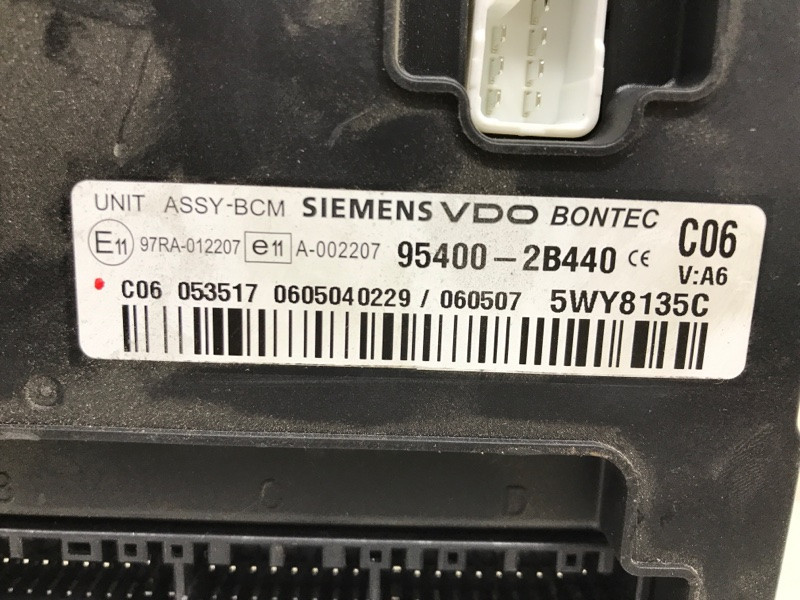 UNIT ASSY-BCM SIEMENS VDO BONTEC C06
E11 97RA-012207 e11 A-002207 95400-2B440 CE V:A6
C06 053517 0605040229 / 060507 5WY8135C
C D